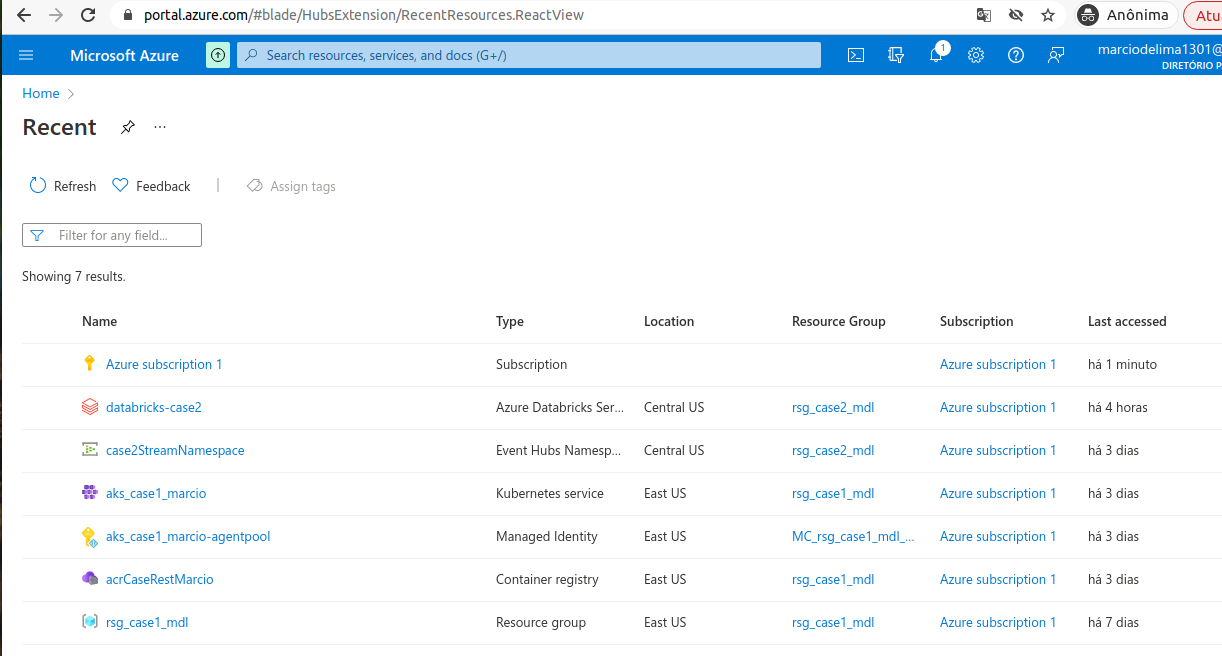 portal.azure.com/#blade/HubsExtension/RecentResources.ReactView Anônima Atu
Microsoft Azure Search resources, services, and docs (G+/) 1 marciodelima1301@
DIRETÓRIO P
Home >
Recent ...
Refresh Feedback | Assign tags
Filter for any field...
Showing 7 results.
Name Type Location Resource Group Subscription Last accessed
Azure subscription 1 Subscription Azure subscription 1 há 1 minuto
databricks-case2 Azure Databricks Ser... Central US rsg_case2_mdl Azure subscription 1 há 4 horas
case2StreamNamespace Event Hubs Namesp... Central US rsg_case2_mdl Azure subscription 1 há 3 dias
aks_case1_marcio Kubernetes service East US rsg_case1_mdl Azure subscription 1 há 3 dias
aks_case1_marcio-agentpool Managed Identity East US MC_rsg_case1_mdl_... Azure subscription 1 há 3 dias
acrCaseRestMarcio Container registry East US rsg_case1_mdl Azure subscription 1 há 3 dias
rsg_case1_mdl Resource group East US rsg_case1_mdl Azure subscription 1 há 7 dias